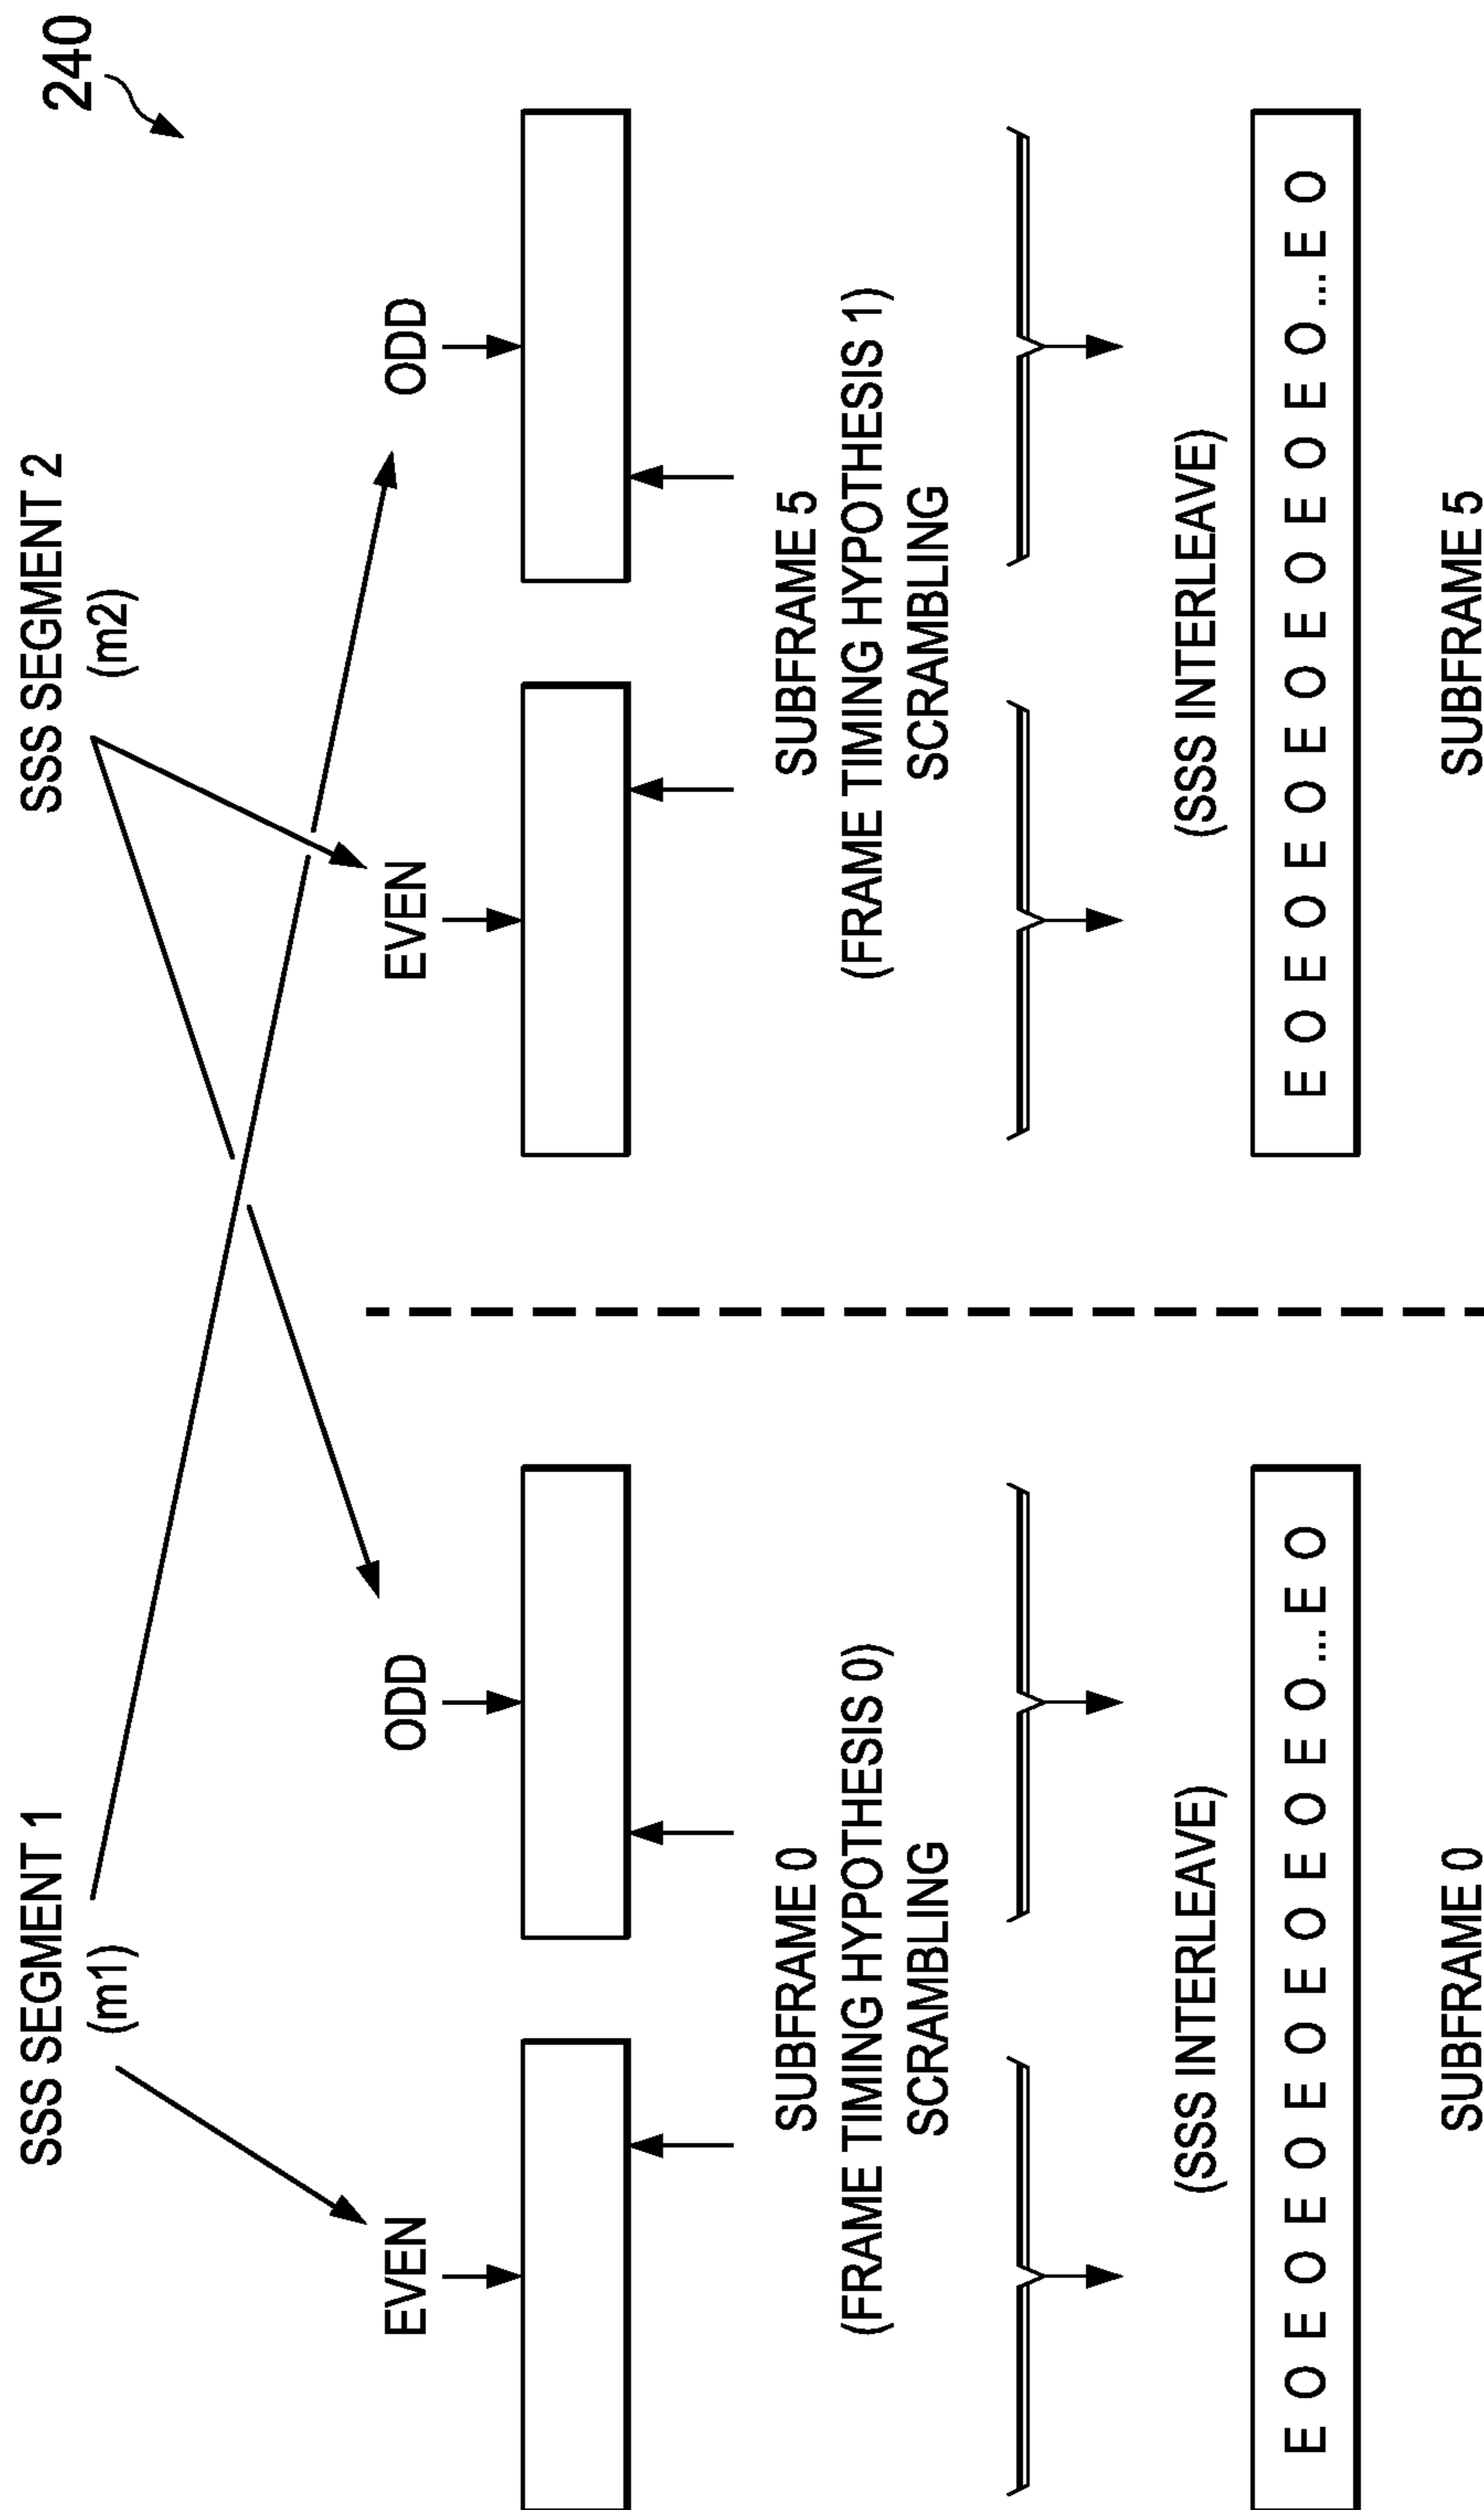 240
SSS SEGMENT 1
(m1)
SSS SEGMENT 2
(m2)
EVEN
ODD
EVEN
ODD
SUBFRAME 0
(FRAME TIMING HYPOTHESIS 0)
SCRAMBLING
SUBFRAME 5
(FRAME TIMING HYPOTHESIS 1)
SCRAMBLING
(SSS INTERLEAVE)
(SSS INTERLEAVE)
E O E O E O E O E O E O E O E O E O E O E O...E O
E O E O E O E O E O E O E O E O E O E O E O...E O
SUBFRAME 0
SUBFRAME 5